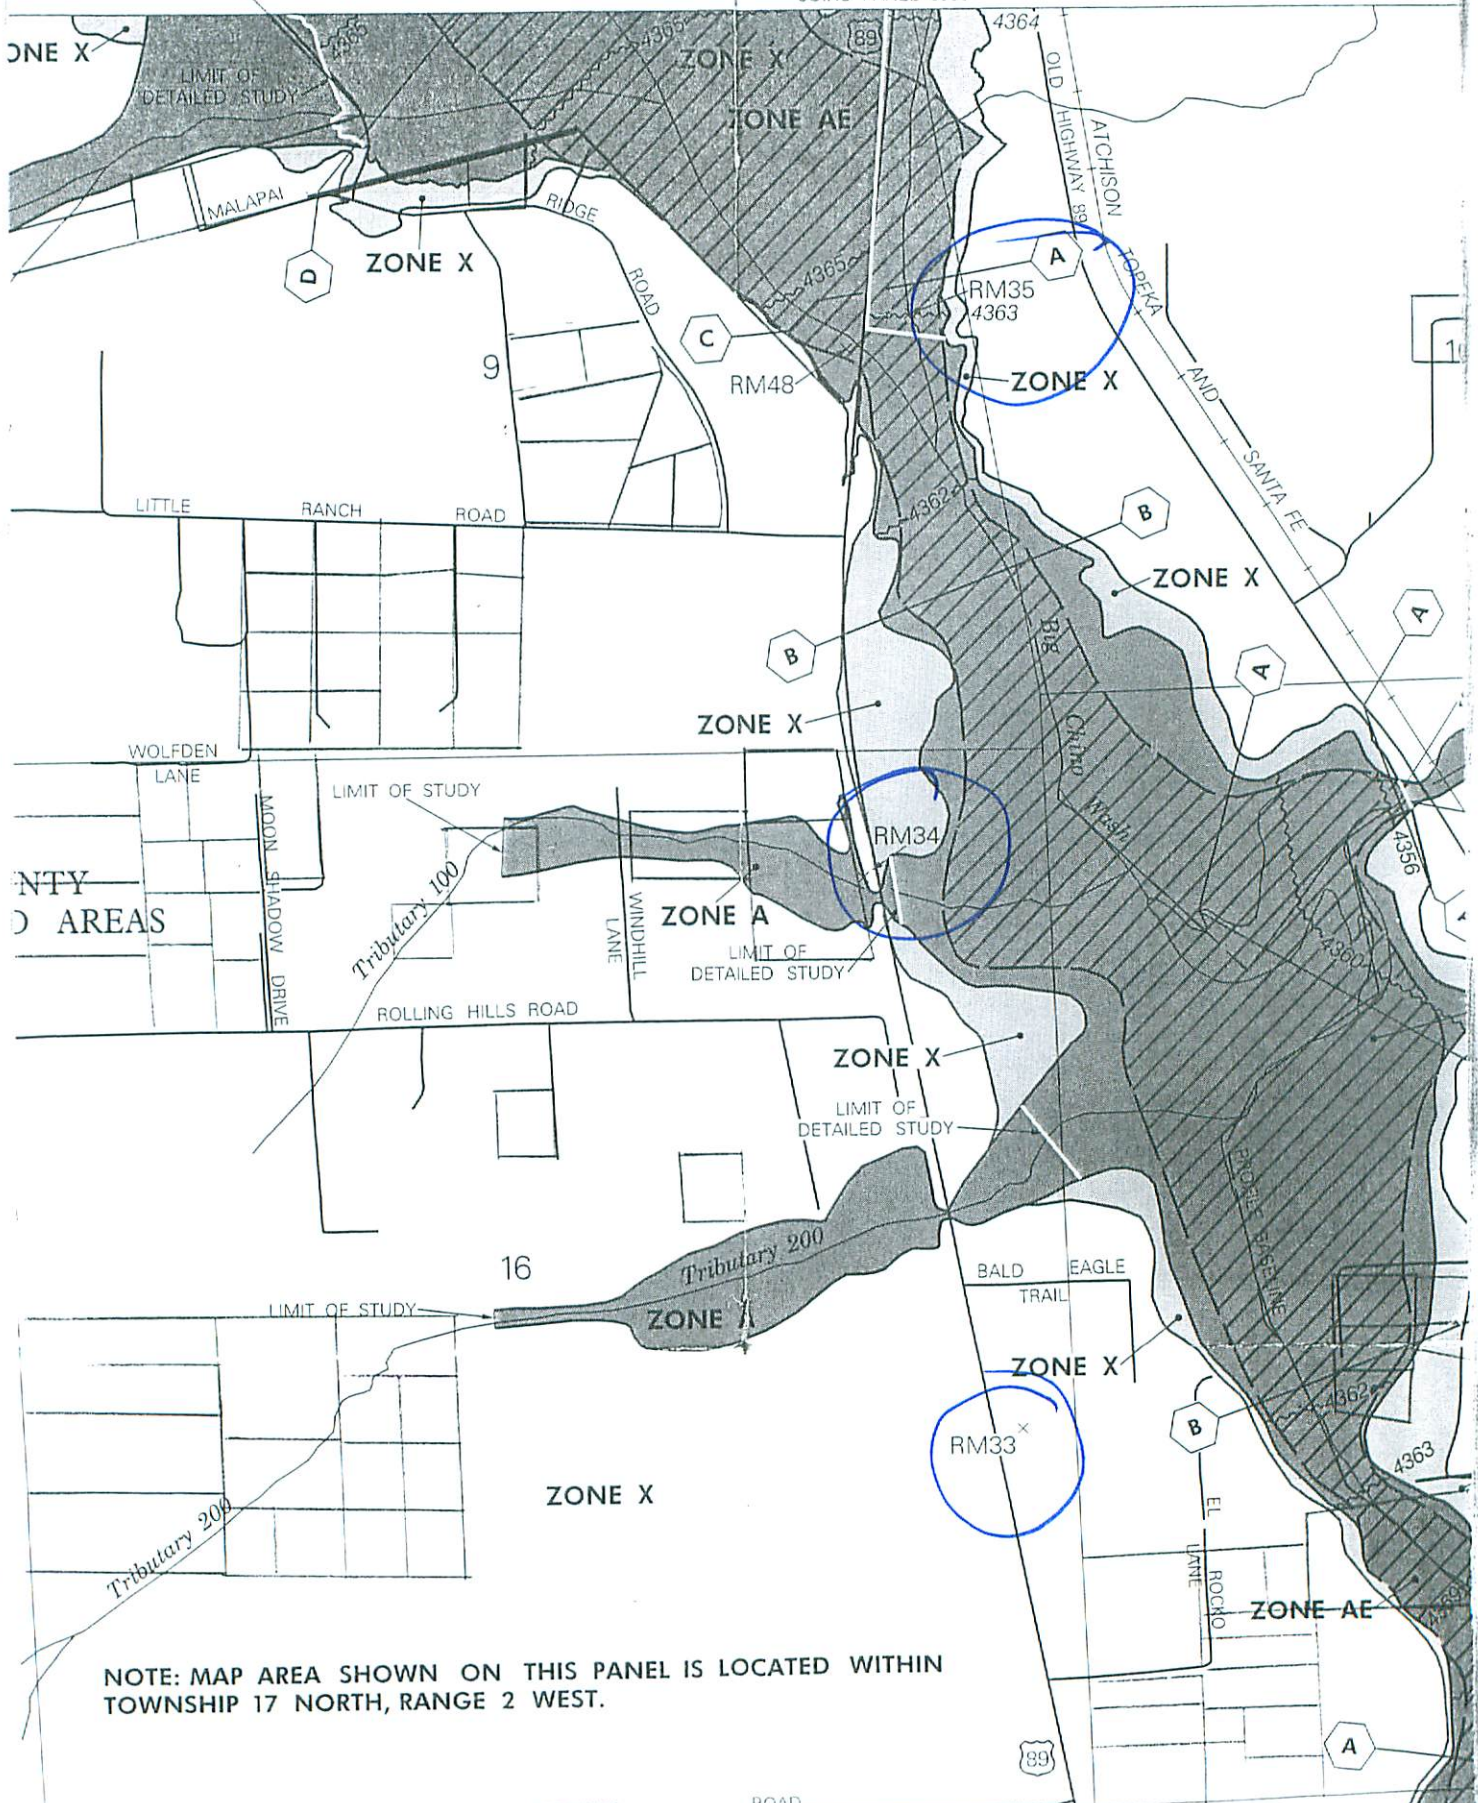 4364
ONE X
4365
4365
89
ZONE X
LIMIT OF
DETAILED STUDY
OLD HIGHWAY 89
ZONE AE
ATCHISON
TOPEKA
AND
SANTA FE
MALAPAI
RIDGE
ROAD
D
ZONE X
A
4365
RM35
4363
C
9
RM48
ZONE X
LITTLE RANCH ROAD
4362
B
ZONE X
Big
Chino
Wash
B
A
A
ZONE X
WOLFDEN
LANE
LIMIT OF STUDY
MOON SHADOW DRIVE
RM34
4356
NTY
D AREAS
Tributary 100
WINDHILL
LANE
ZONE A
LIMIT OF
DETAILED STUDY
4360
ROLLING HILLS ROAD
ZONE X
LIMIT OF
DETAILED STUDY
PROFILE BASELINE
Tributary 200
16
BALD EAGLE
TRAIL
LIMIT OF STUDY
ZONE A
ZONE X
4362
B
RM33
4363
ZONE X
EL ROCKO
LANE
Tributary 200
ZONE AE
NOTE: MAP AREA SHOWN ON THIS PANEL IS LOCATED WITHIN
TOWNSHIP 17 NORTH, RANGE 2 WEST.
89
A
ROAD